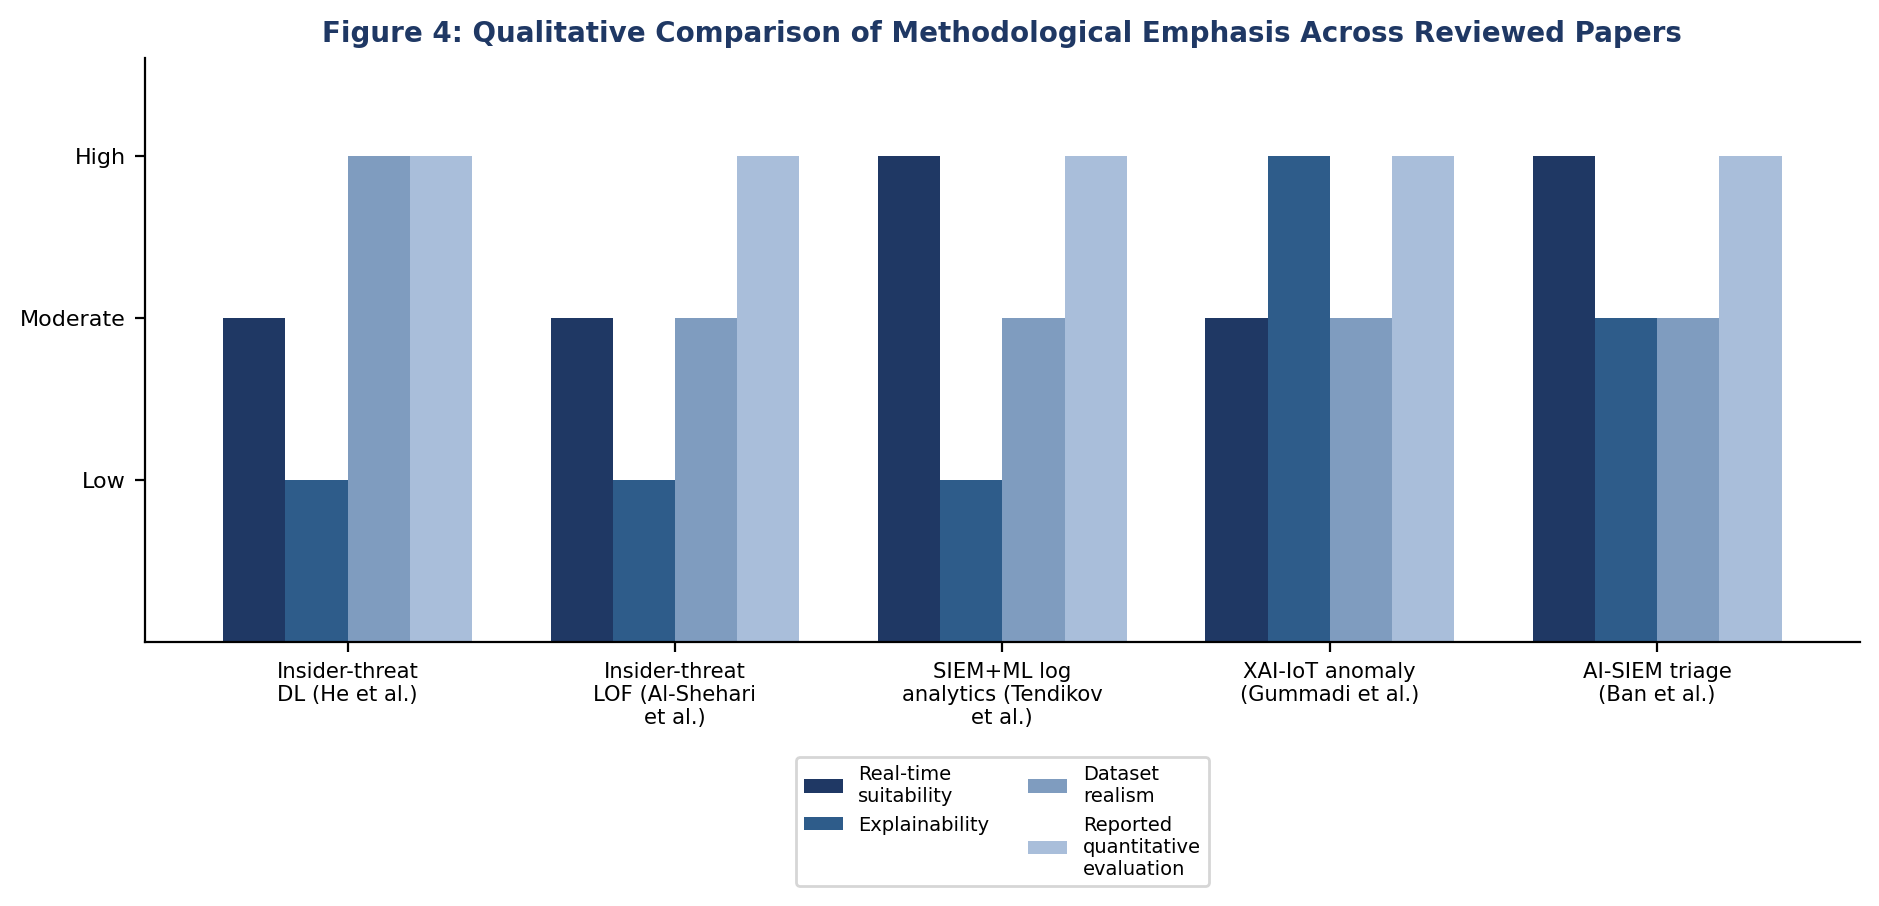 Figure 4: Qualitative Comparison of Methodological Emphasis Across Reviewed Papers
High
Moderate
Low
Insider-threat
DL (He et al.)
Insider-threat
LOF (Al-Shehari
et al.)
SIEM+ML log
analytics (Tendikov
et al.)
XAI-IoT anomaly
(Gummadi et al.)
AI-SIEM triage
(Ban et al.)
Real-time
suitability
Explainability
Dataset
realism
Reported
quantitative
evaluation